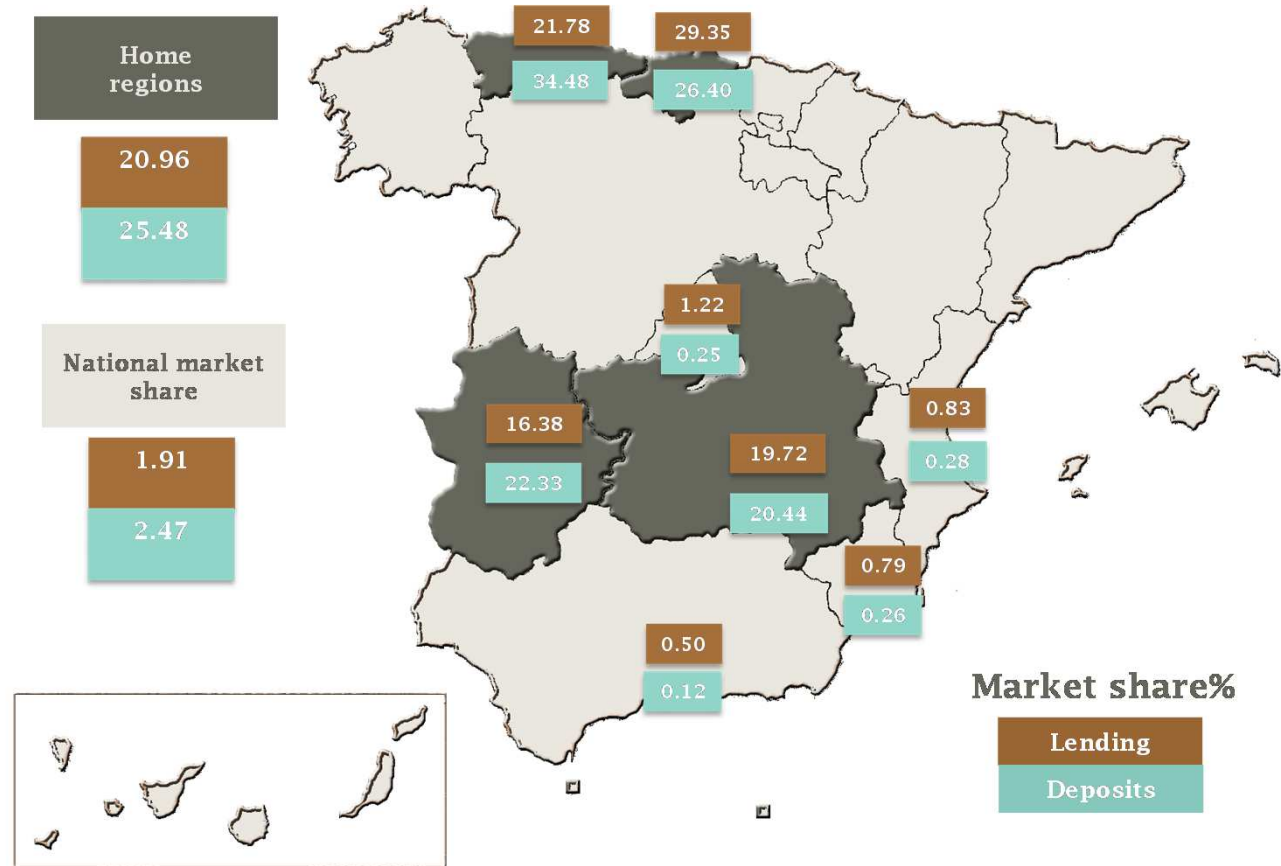 Home
regions
20.96
25.48
National market
share
1.91
2.47
21.78
34.48
29.35
26.40
1.22
0.25
16.38
22.33
19.72
20.44
0.83
0.28
0.79
0.26
0.50
0.12
Market share%
Lending
Deposits